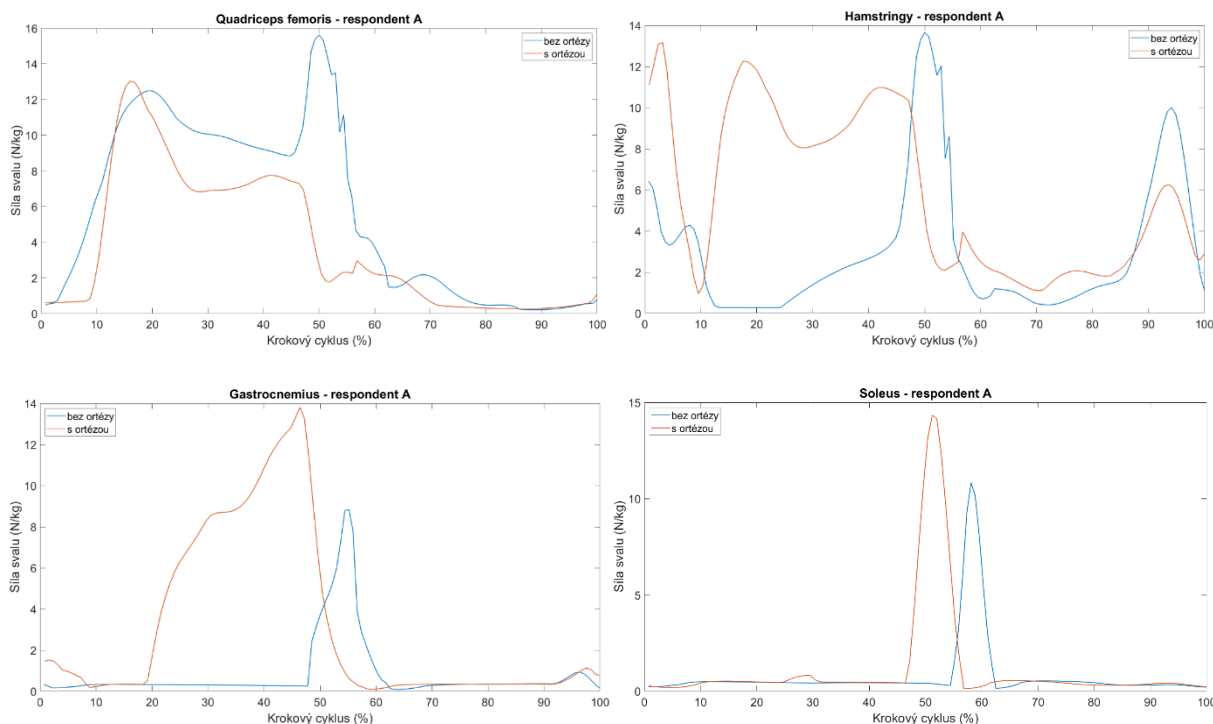 Quadriceps femoris - respondent A
bez ortézy
s ortézou
Síla svalu (N/kg)
16
14
12
10
8
6
4
2
0
0 10 20 30 40 50 60 70 80 90 100
Krokový cyklus (%)
Hamstringy - respondent A
bez ortézy
s ortézou
Síla svalu (N/kg)
14
12
10
8
6
4
2
0
0 10 20 30 40 50 60 70 80 90 100
Krokový cyklus (%)
Gastrocnemius - respondent A
bez ortézy
s ortézou
Síla svalu (N/kg)
14
12
10
8
6
4
2
0
0 10 20 30 40 50 60 70 80 90 100
Krokový cyklus (%)
Soleus - respondent A
bez ortézy
s ortézou
Síla svalu (N/kg)
15
10
5
0
0 10 20 30 40 50 60 70 80 90 100
Krokový cyklus (%)